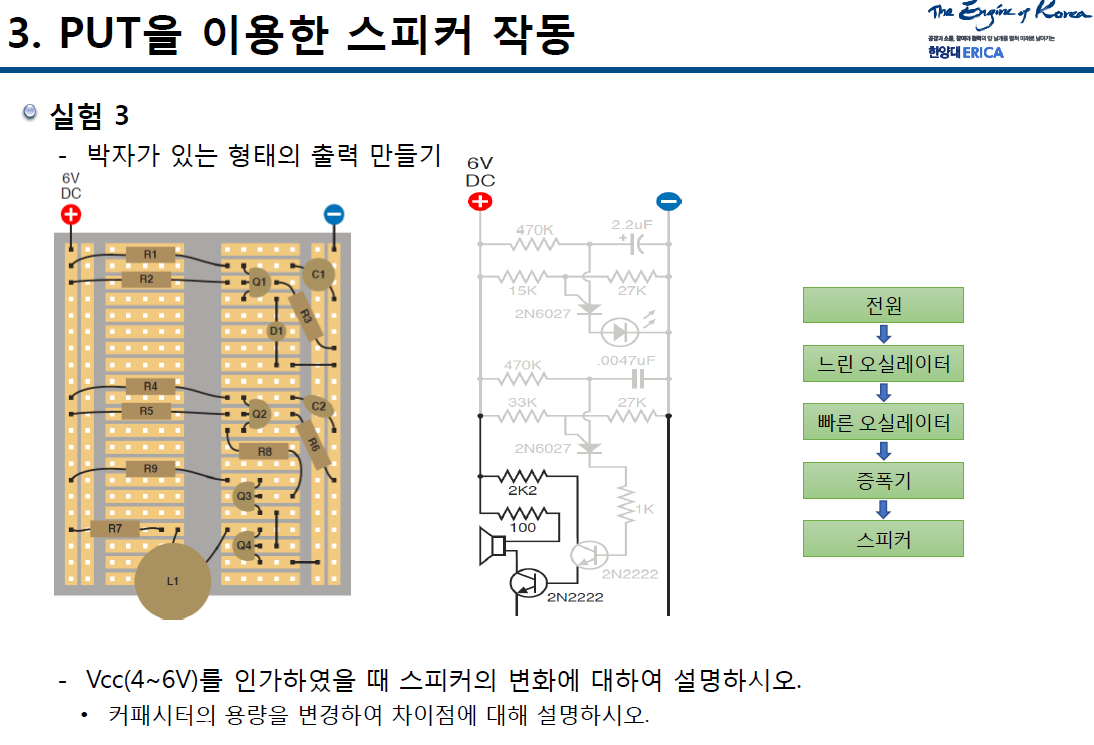 3. PUT을 이용한 스피커 작동
The Engine of Korea
한양대 ERICA
실험 3
- 박자가 있는 형태의 출력 만들기
6V
DC
R1
R2
Q1
C1
R3
D1
R4
R5
Q2
C2
R6
R8
R9
Q3
R7
Q4
L1
6V
DC
470K
2.2uF
+
15K
27K
2N6027
470K
.0047uF
33K
27K
2N6027
2K2
1K
100
2N2222
2N2222
전원
느린 오실레이터
빠른 오실레이터
증폭기
스피커
- Vcc(4~6V)를 인가하였을 때 스피커의 변화에 대하여 설명하시오.
• 커패시터의 용량을 변경하여 차이점에 대해 설명하시오.